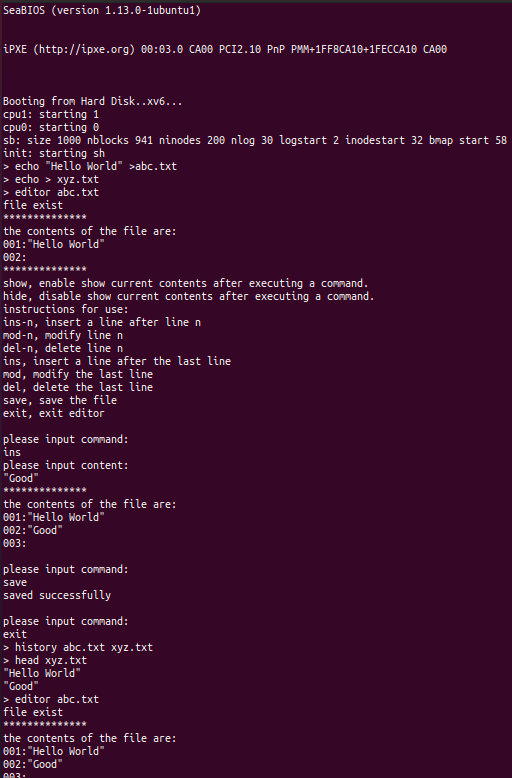 SeaBIOS (version 1.13.0-1ubuntu1)
iPXE (http://ipxe.org) 00:03.0 CA00 PCI2.10 PnP PMM+1FF8CA10+1FECCA10 CA00
Booting from Hard Disk..xv6...
cpu1: starting 1
cpu0: starting 0
sb: size 1000 nblocks 941 ninodes 200 nlog 30 logstart 2 inodestart 32 bmap start 58
init: starting sh
> echo "Hello World" >abc.txt
> echo > xyz.txt
> editor abc.txt
file exist
**************
the contents of the file are:
001:"Hello World"
002:
**************
show, enable show current contents after executing a command.
hide, disable show current contents after executing a command.
instructions for use:
ins-n, insert a line after line n
mod-n, modify line n
del-n, delete line n
ins, insert a line after the last line
mod, modify the last line
del, delete the last line
save, save the file
exit, exit editor
please input command:
ins
please input content:
"Good"
**************
the contents of the file are:
001:"Hello World"
002:"Good"
003:
please input command:
save
saved successfully
please input command:
exit
> history abc.txt xyz.txt
> head xyz.txt
"Hello World"
"Good"
> editor abc.txt
file exist
**************
the contents of the file are:
001:"Hello World"
002:"Good"
003: